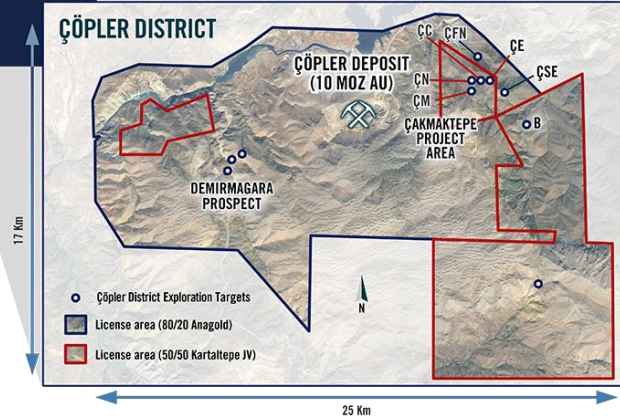 ÇÖPLER DISTRICT
ÇC
ÇFN
ÇE
ÇÖPLER DEPOSIT
(10 MOZ AU)
ÇN
ÇSE
ÇM
ÇAKMAKTEPE
PROJECT
AREA
B
DEMIRMAGARA
PROSPECT
17 Km
N
Çöpler District Exploration Targets
License area (80/20 Anagold)
License area (50/50 Kartaltepe JV)
25 Km